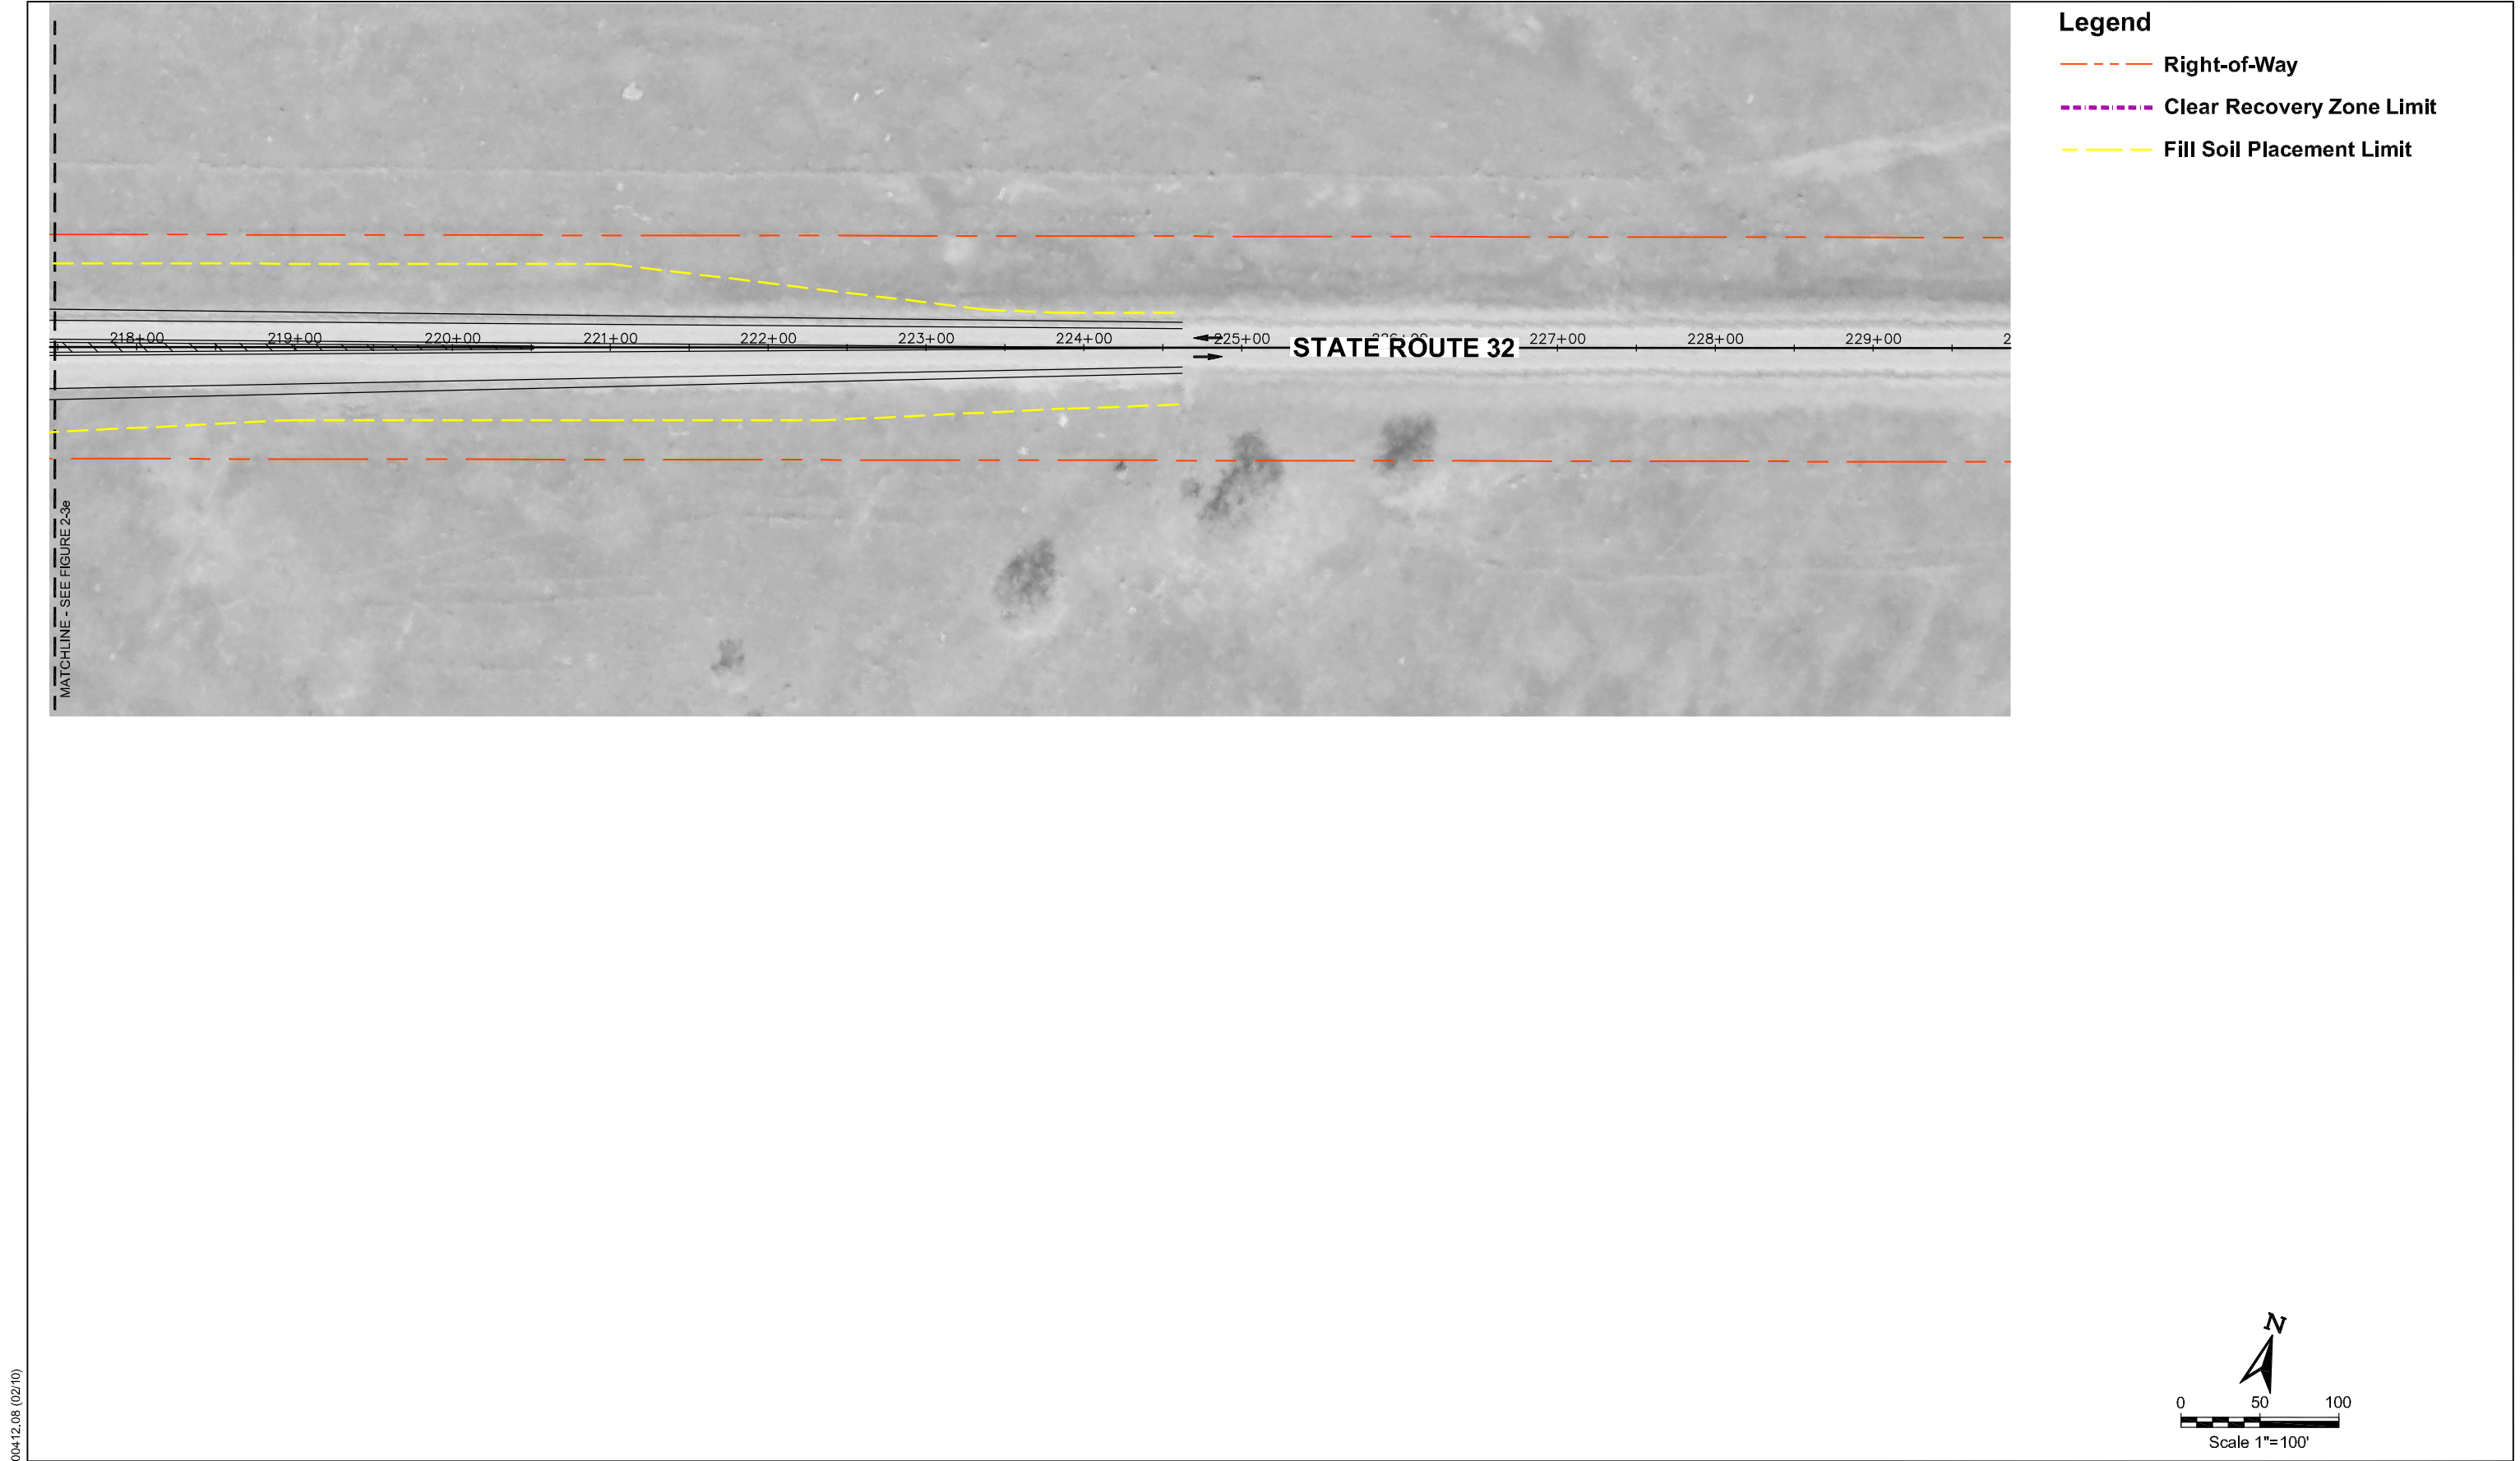 Legend
Right-of-Way
Clear Recovery Zone Limit
Fill Soil Placement Limit
218+00 219+00 220+00 221+00 222+00 223+00 224+00 225+00 227+00 228+00 229+00 2
STATE ROUTE 32
MATCHLINE - SEE FIGURE 2-3e
N
0 50 100
Scale 1"=100'
00412.08 (02/10)